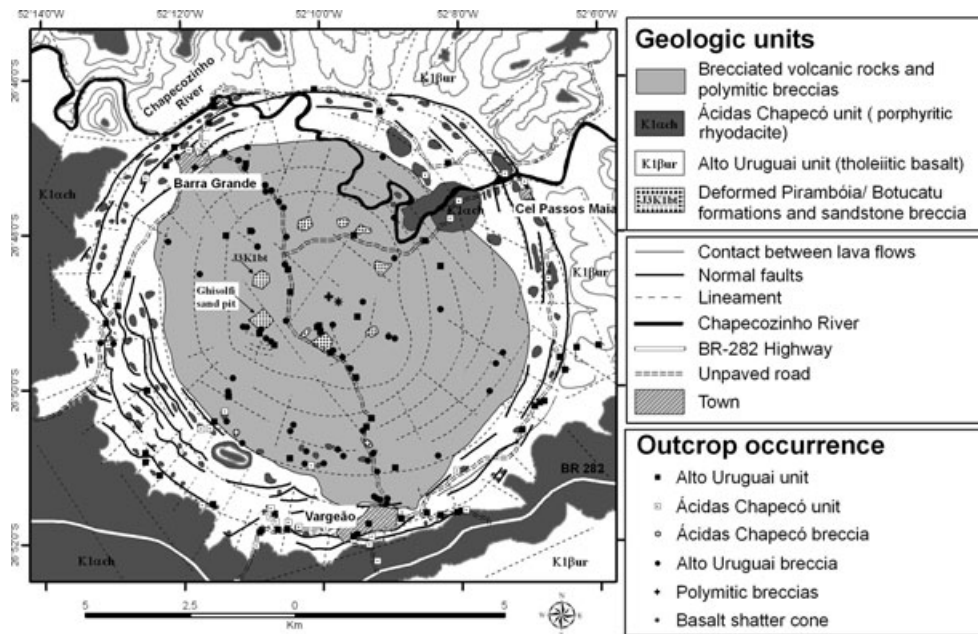 52°14'0"W 52°12'0"W 52°10'0"W 52°8'0"W 52°6'0"W
26°46'0"S
26°48'0"S
26°50'0"S
26°52'0"S
Chapecozinho
River
K1βur
K1αch
Barra Grande
K1αch
Cel Passos Maia
J3K1bt
K1βur
Ghisolfi
sand pit
BR 282
Vargeão
K1αch
K1βur
5 2.5 0 5
Km
N
Geologic units
Brecciated volcanic rocks and
polymitic breccias
K1αch
Ácidas Chapecó unit ( porphyritic
rhyodacite)
K1βur
Alto Uruguai unit (tholeiitic basalt)
J3K1bt
Deformed Pirambóia/ Botucatu
formations and sandstone breccia
Contact between lava flows
Normal faults
Lineament
Chapecozinho River
BR-282 Highway
Unpaved road
Town
Outcrop occurrence
Alto Uruguai unit
Ácidas Chapecó unit
Ácidas Chapecó breccia
Alto Uruguai breccia
Polymitic breccias
Basalt shatter cone